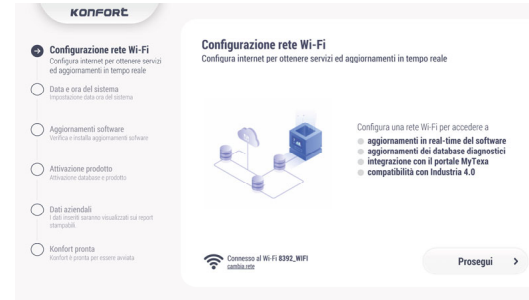 KONFORT
Configurazione rete Wi-Fi
Configura internet per ottenere servizi
ed aggiornamenti in tempo reale
Data e ora del sistema
Impostazione data ora del sistema
Aggiornamenti software
Verifica e installa aggiornamenti software
Attivazione prodotto
Attivazione database e prodotto
Dati aziendali
I dati inseriti saranno visualizzati sui report
stampabili.
Konfort pronta
Konfort è pronta per essere avviata
Configurazione rete Wi-Fi
Configura internet per ottenere servizi ed aggiornamenti in tempo reale
Configura una rete Wi-Fi per accedere a
aggiornamenti in real-time del software
aggiornamenti dei database diagnostici
integrazione con il portale MyTexa
compatibilità con Industria 4.0
Connesso al Wi-Fi 8392_WIFI
cambia rete
Prosegui >